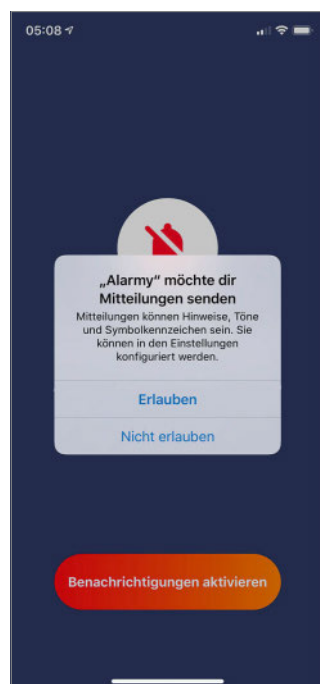 05:08
„Alarmy“ möchte dir
Mitteilungen senden
Mitteilungen können Hinweise, Töne
und Symbolkennzeichen sein. Sie
können in den Einstellungen
konfiguriert werden.
Erlauben
Nicht erlauben
Benachrichtigungen aktivieren